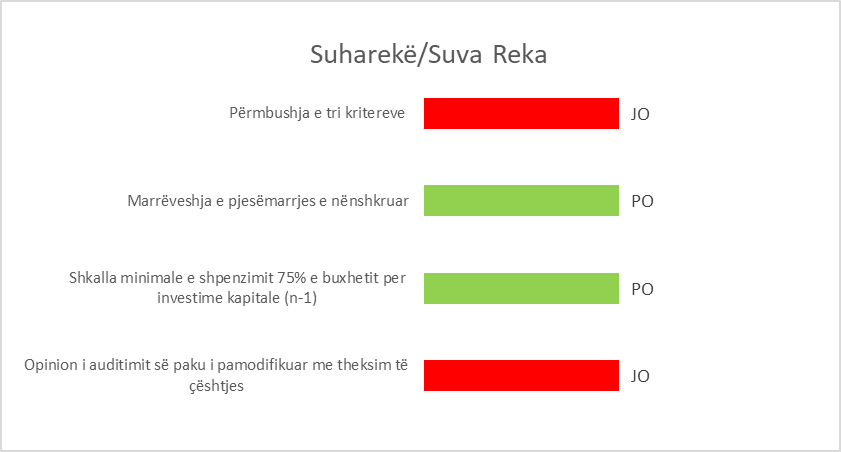 Suharekë/Suva Reka
Përmbushja e tri kritereve
JO
Marrëveshja e pjesëmarrjes e nënshkruar
PO
Shkalla minimale e shpenzimit 75% e buxhetit per
investime kapitale (n-1)
PO
Opinion i auditimit së paku i pamodifikuar me theksim të
çështjes
JO